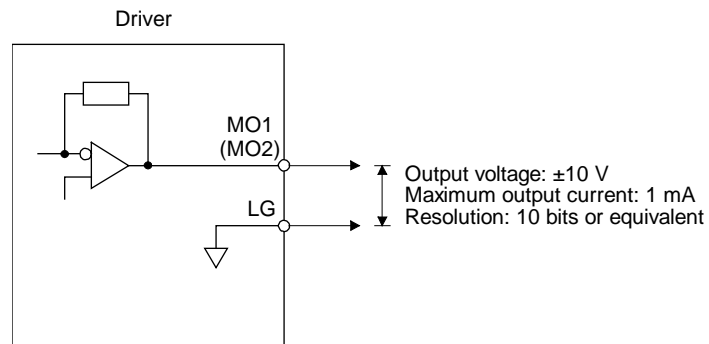 Driver
MO1
(MO2)
LG
Output voltage: ±10 V
Maximum output current: 1 mA
Resolution: 10 bits or equivalent